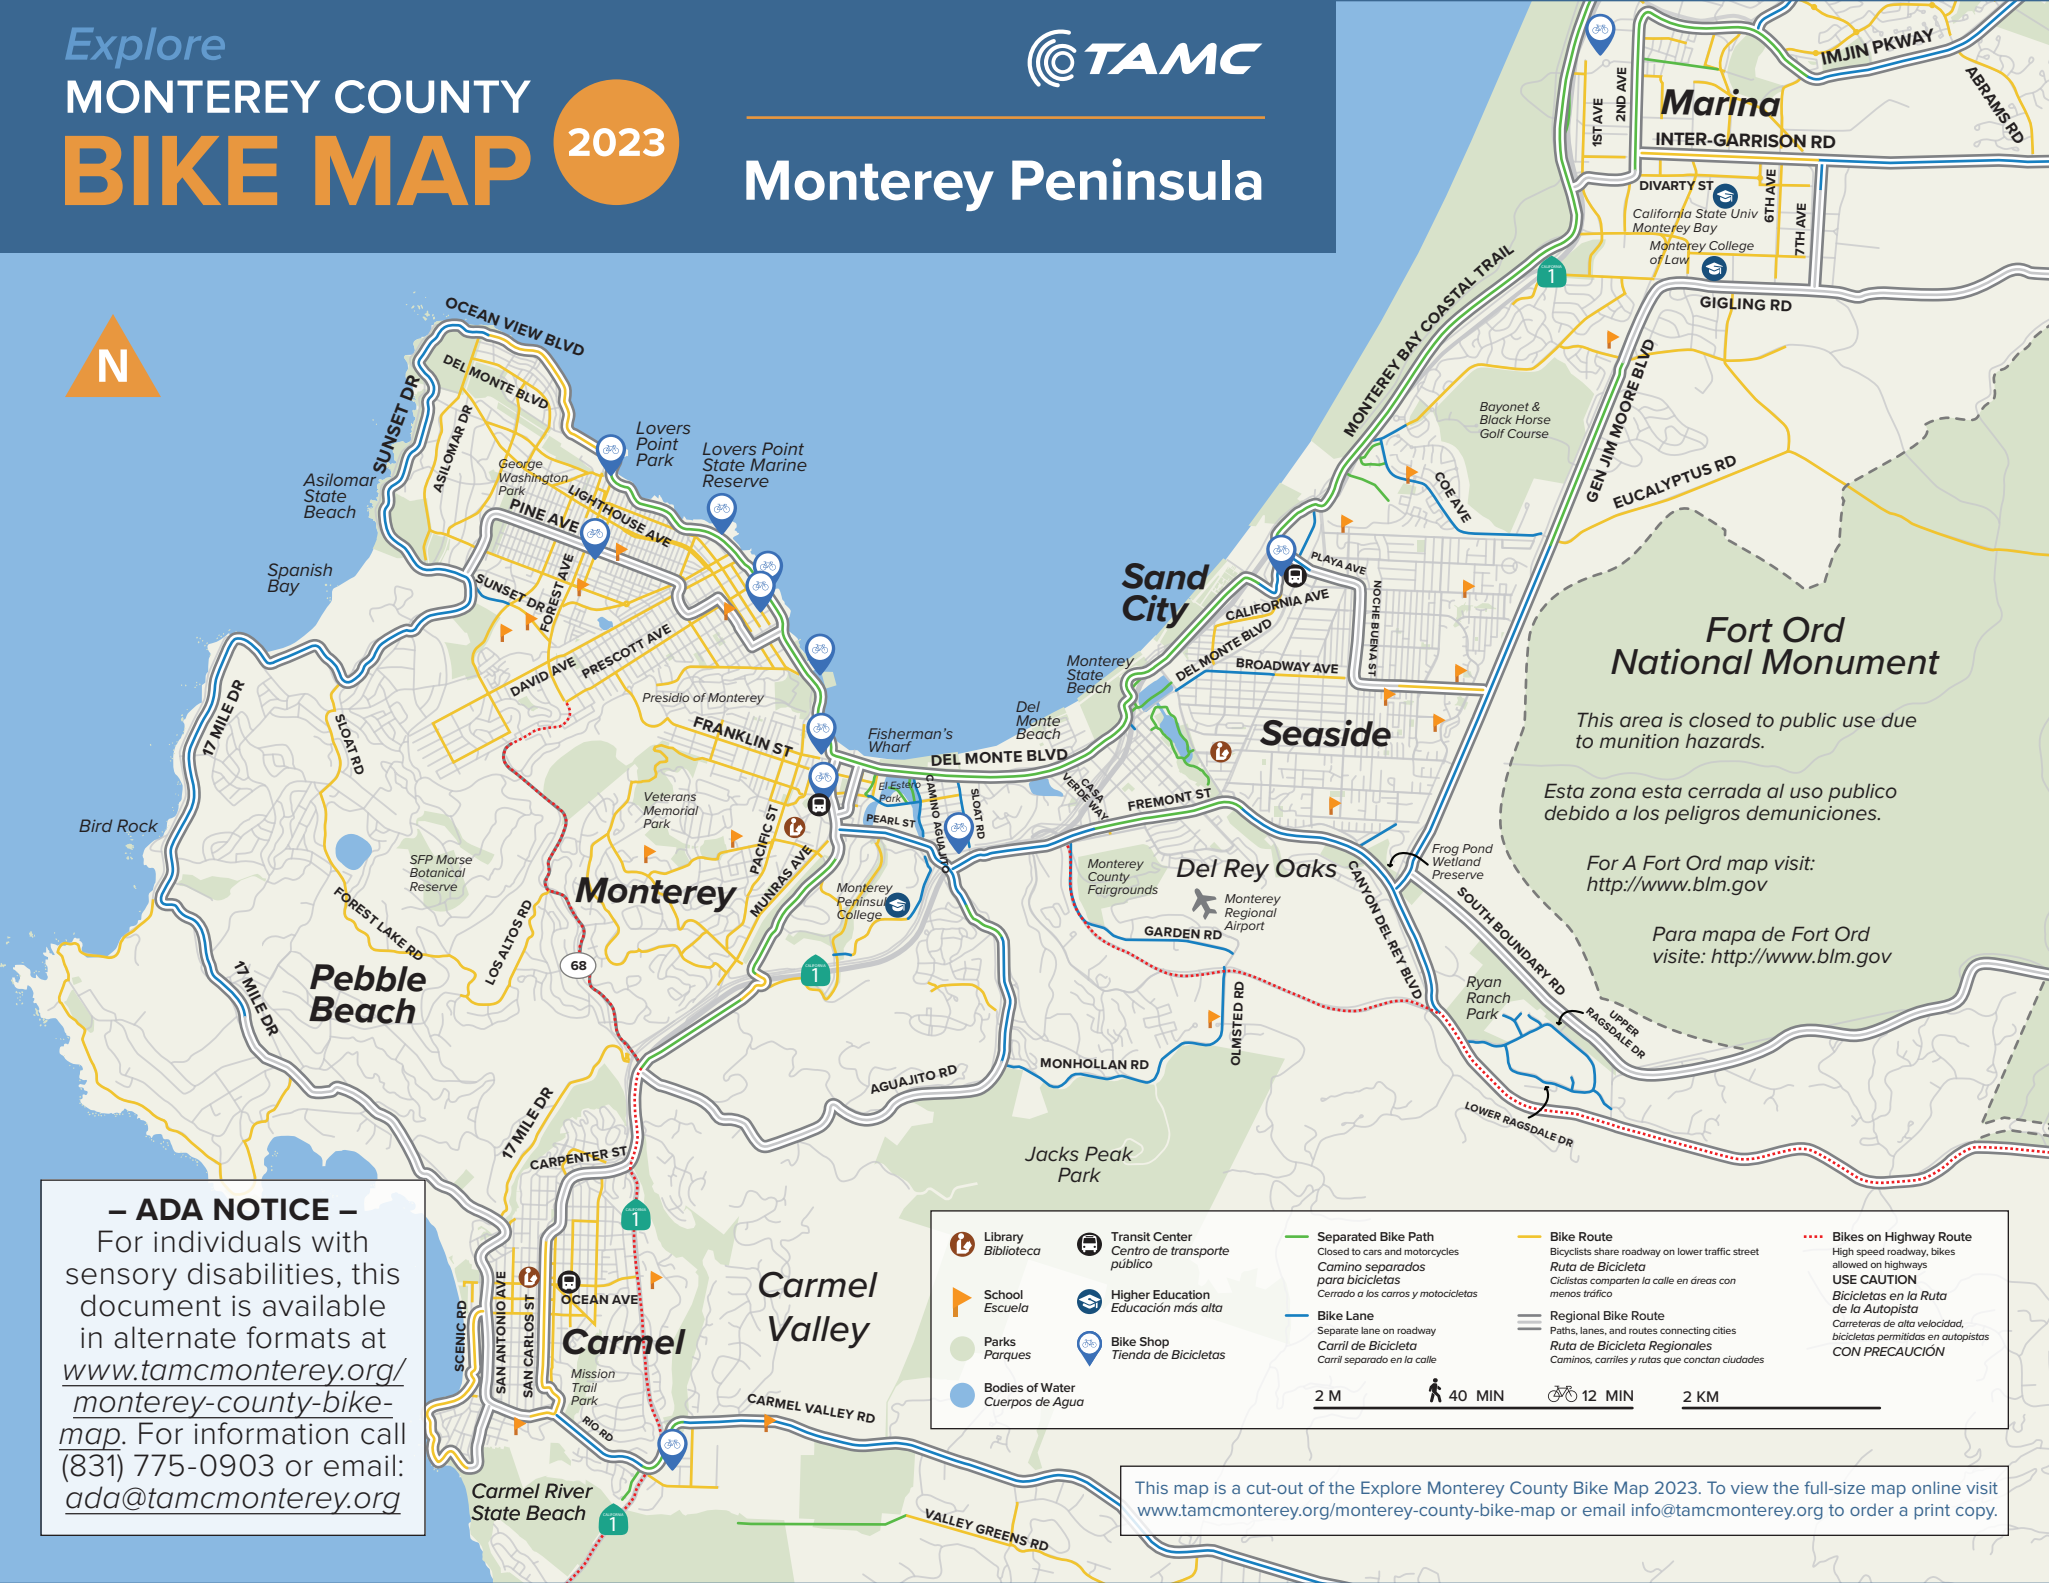 Explore
MONTEREY COUNTY
BIKE MAP
2023
TAMC
Monterey Peninsula
N
IMJIN PKWAY
ABRAMS RD
1ST AVE
2ND AVE
Marina
INTER-GARRISON RD
DIVARTY ST
6TH AVE
7TH AVE
California State Univ
Monterey Bay
Monterey College
of Law
CALIFORNIA
1
GIGLING RD
MONTEREY BAY COASTAL TRAIL
GEN JIM MOORE BLVD
Bayonet &
Black Horse
Golf Course
COE AVE
EUCALYPTUS RD
OCEAN VIEW BLVD
DEL MONTE BLVD
SUNSET DR
ASILOMAR DR
Lovers
Point
Park
Lovers Point
State Marine
Reserve
George
Washington
Park
LIGHTHOUSE AVE
PINE AVE
Asilomar
State
Beach
Spanish
Bay
SUNSET DR
FOREST AVE
DAVID AVE
PRESCOTT AVE
Presidio of Monterey
FRANKLIN ST
17 MILE DR
SLOAT RD
Bird Rock
SFP Morse
Botanical
Reserve
FOREST LAKE RD
LOS ALTOS RD
68
Pebble
Beach
17 MILE DR
Veterans
Memorial
Park
PACIFIC ST
MUNRAS AVE
Monterey
Fisherman's
Wharf
Del
Monte
Beach
DEL MONTE BLVD
El Estero
Park
PEARL ST
CAMINO AGUAJITO
SLOAT RD
CASA
VERDE WAY
FREMONT ST
Monterey
Peninsul
College
CALIFORNIA
1
Monterey
State
Beach
Sand
City
PLAYA AVE
CALIFORNIA AVE
DEL MONTE BLVD
BROADWAY AVE
NOCHE BUENA ST
Seaside
Monterey
County
Fairgrounds
Del Rey Oaks
Monterey
Regional
Airport
GARDEN RD
OLMSTED RD
MONHOLLAN RD
AGUAJITO RD
CANYON DEL REY BLVD
Frog Pond
Wetland
Preserve
SOUTH BOUNDARY RD
Ryan
Ranch
Park
UPPER
RAGSDALE DR
LOWER RAGSDALE DR
Fort Ord
National Monument
This area is closed to public use due
to munition hazards.
Esta zona esta cerrada al uso publico
debido a los peligros demuniciones.
For A Fort Ord map visit:
http://www.blm.gov
Para mapa de Fort Ord
visite: http://www.blm.gov
Jacks Peak
Park
17 MILE DR
CARPENTER ST
CALIFORNIA
1
SCENIC RD
SAN ANTONIO AVE
SAN CARLOS ST
OCEAN AVE
Carmel
Mission
Trail
Park
RIO RD
Carmel
Valley
CARMEL VALLEY RD
Carmel River
State Beach
CALIFORNIA
1
VALLEY GREENS RD
– ADA NOTICE –
For individuals with
sensory disabilities, this
document is available
in alternate formats at
www.tamcmonterey.org/
monterey-county-bike-
map. For information call
(831) 775-0903 or email:
ada@tamcmonterey.org
Library
Biblioteca
School
Escuela
Parks
Parques
Bodies of Water
Cuerpos de Agua
Transit Center
Centro de transporte
público
Higher Education
Educación más alta
Bike Shop
Tienda de Bicicletas
Separated Bike Path
Closed to cars and motorcycles
Camino separados
para bicicletas
Cerrado a los carros y motocicletas
Bike Lane
Separate lane on roadway
Carril de Bicicleta
Carril separado en la calle
Bike Route
Bicyclists share roadway on lower traffic street
Ruta de Bicicleta
Ciclistas comparten la calle en áreas con
menos tráfico
Regional Bike Route
Paths, lanes, and routes connecting cities
Ruta de Bicicleta Regionales
Caminos, carriles y rutas que conctan ciudades
Bikes on Highway Route
High speed roadway, bikes
allowed on highways
USE CAUTION
Bicicletas en la Ruta
de la Autopista
Carreteras de alta velocidad,
bicicletas permitidas en autopistas
CON PRECAUCIÓN
2 M
40 MIN
12 MIN
2 KM
This map is a cut-out of the Explore Monterey County Bike Map 2023. To view the full-size map online visit
www.tamcmonterey.org/monterey-county-bike-map or email info@tamcmonterey.org to order a print copy.